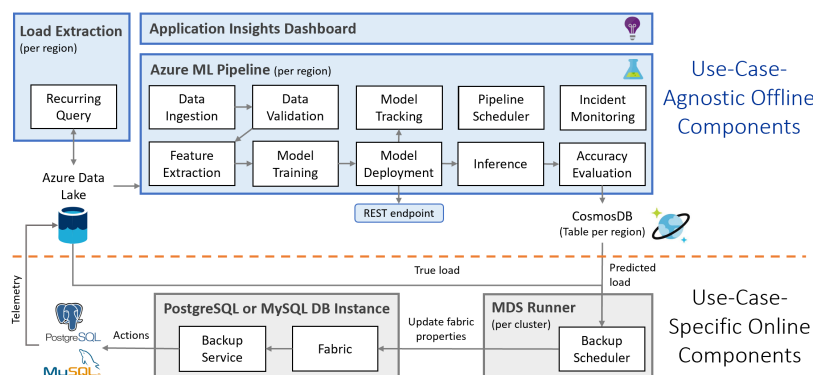 Load Extraction
(per region)
Recurring
Query
Application Insights Dashboard
Azure ML Pipeline (per region)
Data
Ingestion
Data
Validation
Model
Tracking
Pipeline
Scheduler
Incident
Monitoring
Feature
Extraction
Model
Training
Model
Deployment
Inference
Accuracy
Evaluation
Use-Case-
Agnostic Offline
Components
Azure Data
Lake
REST endpoint
CosmosDB
(Table per region)
True load
Predicted
load
Telemetry
PostgreSQL
MySQL
Actions
PostgreSQL or MySQL DB Instance
Backup
Service
Fabric
Update fabric
properties
MDS Runner
(per cluster)
Backup
Scheduler
Use-Case-
Specific Online
Components